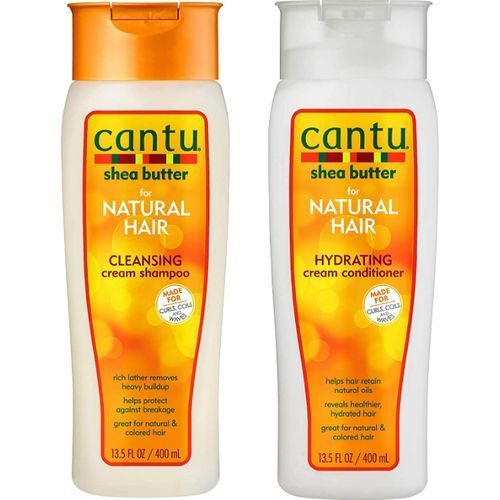 cantu®
shea butter
for
NATURAL
HAIR
CLEANSING
cream shampoo
MADE
FOR
CURLS, COILS
AND
WAVES
rich lather removes
heavy buildup
helps protect
against breakage
great for natural &
colored hair
13.5 FL OZ / 400 mL
cantu®
shea butter
for
NATURAL
HAIR
HYDRATING
cream conditioner
MADE
FOR
CURLS, COILS
AND
WAVES
helps hair retain
natural oils
reveals healthier,
hydrated hair
great for natural &
colored hair
13.5 FL OZ / 400 mL